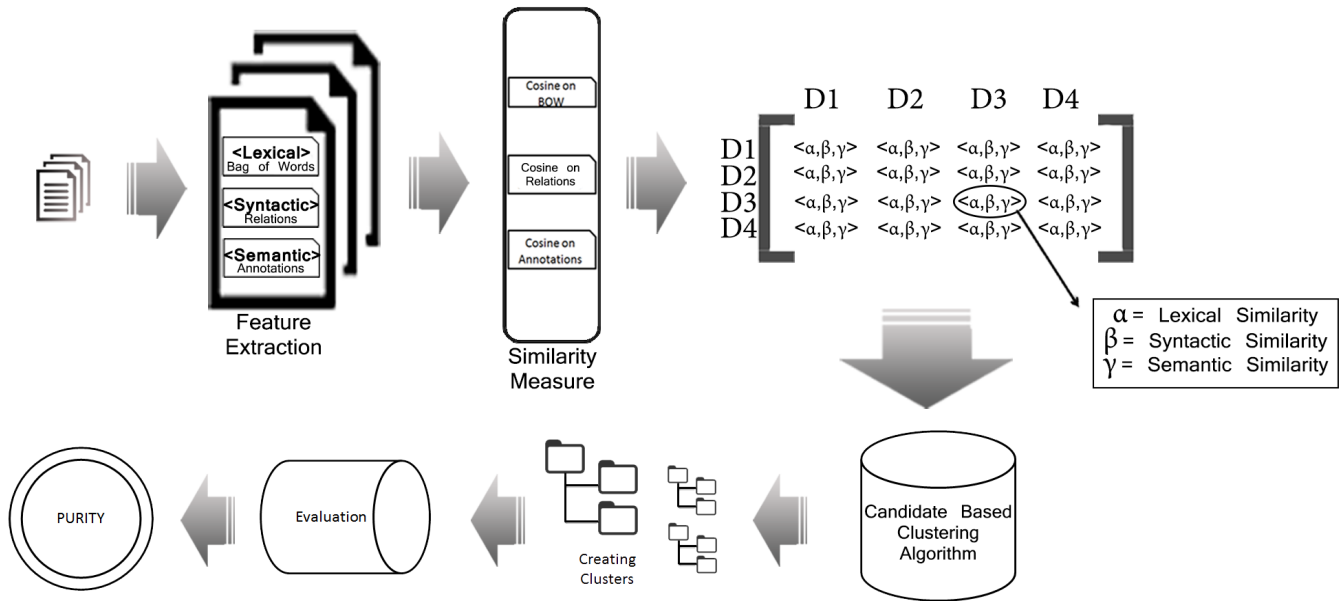 <Lexical>
Bag of Words
<Syntactic>
Relations
<Semantic>
Annotations
Feature
Extraction
Cosine on
BOW
Cosine on
Relations
Cosine on
Annotations
Similarity
Measure
D1 D2 D3 D4
D1 <α,β,γ> <α,β,γ> <α,β,γ> <α,β,γ>
D2 <α,β,γ> <α,β,γ> <α,β,γ> <α,β,γ>
D3 <α,β,γ> <α,β,γ> <α,β,γ> <α,β,γ>
D4 <α,β,γ> <α,β,γ> <α,β,γ> <α,β,γ>
α = Lexical Similarity
β = Syntactic Similarity
γ = Semantic Similarity
Candidate Based
Clustering
Algorithm
Creating
Clusters
Evaluation
PURITY